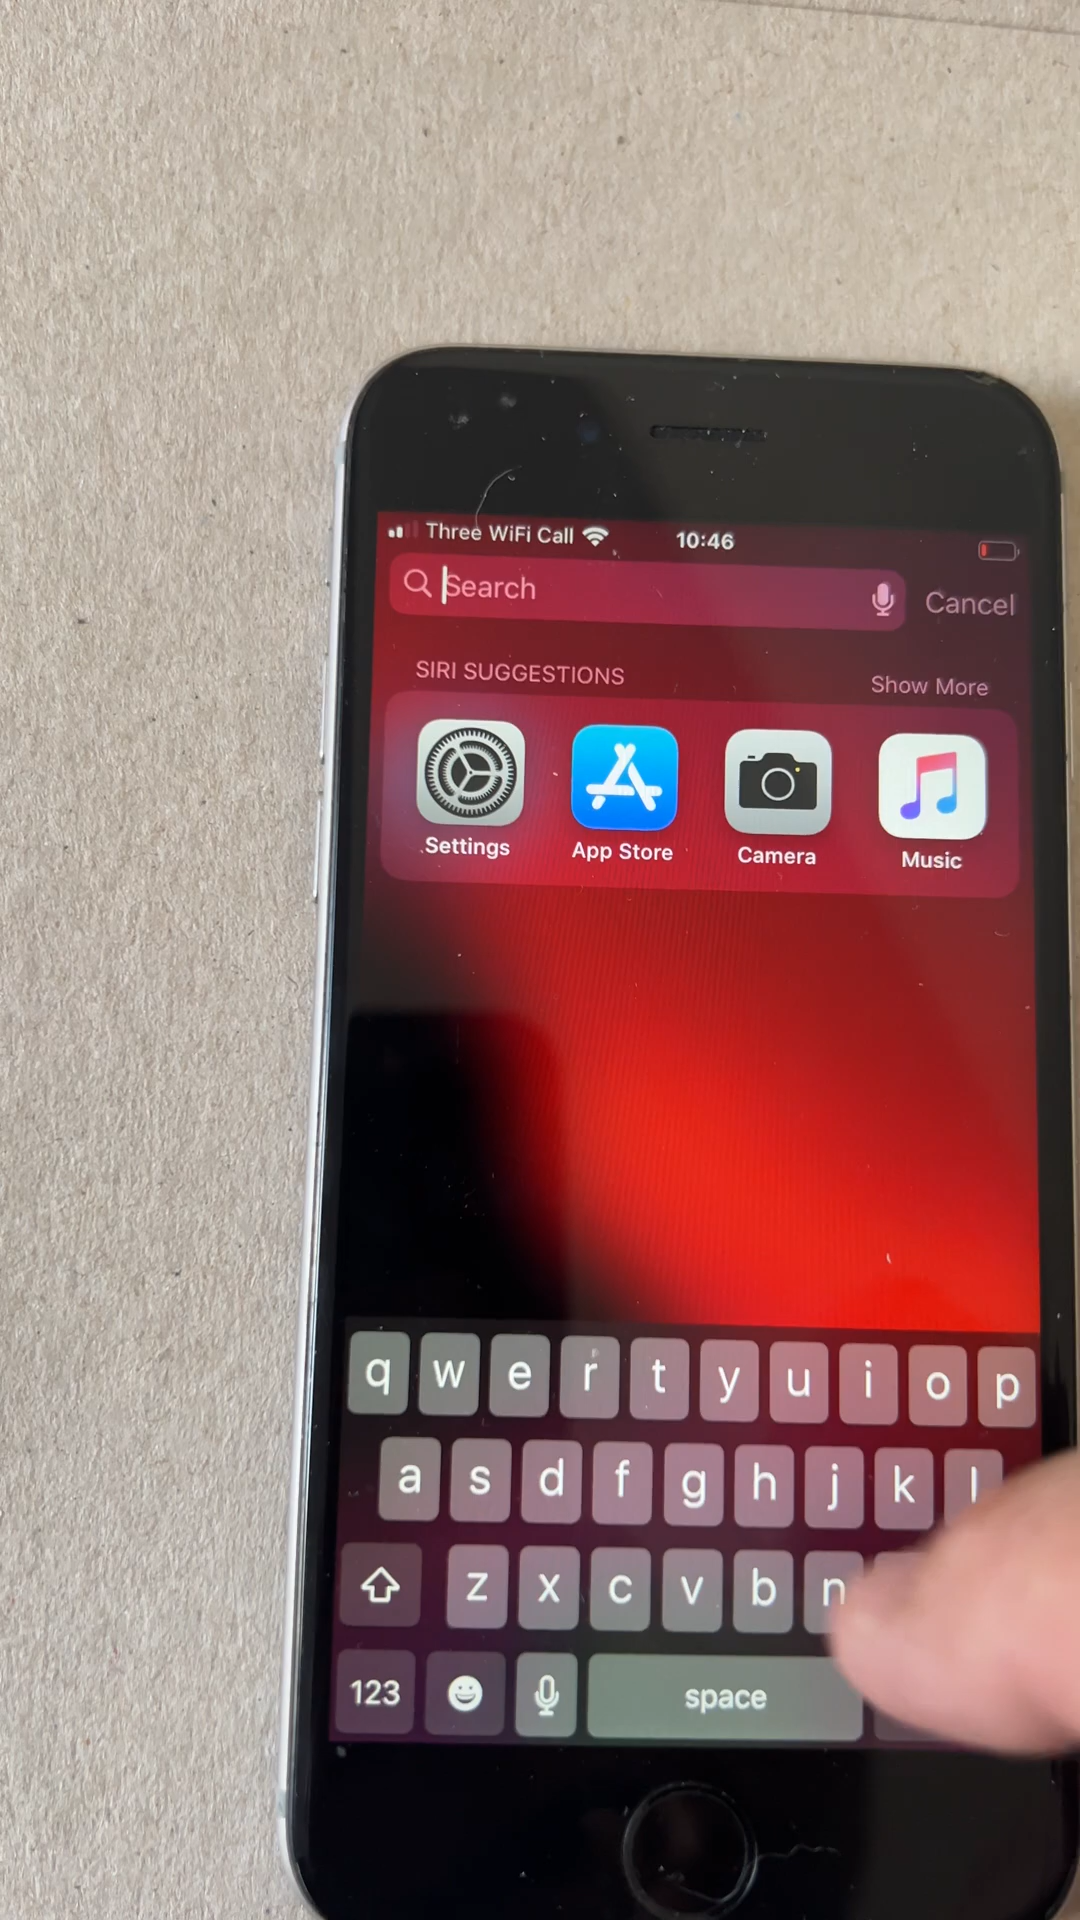 Three WiFi Call 10:46
Search Cancel
SIRI SUGGESTIONS Show More
Settings App Store Camera Music
q w e r t y u i o p
a s d f g h j k l
z x c v b n
123 space